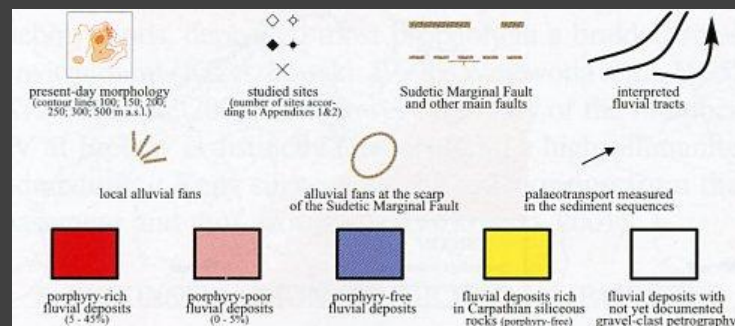 present-day morphology
(contour lines 100; 150; 200,
250; 300; 500 m a.s.l.)
studied sites
(number of sites accor-
ding to Appendixes 1&2)
Sudetic Marginal Fault
and other main faults
interpreted
fluvial tracts
local alluvial fans
alluvial fans at the scarp
of the Sudetic Marginal Fault
palaeotransport measured
in the sediment sequences
porphyry-rich
fluvial deposits
(5 - 45%)
porphyry-poor
fluvial deposits
(0 - 5%)
porphyry-free
fluvial deposits
fluvial deposits rich
in Carpathian siliceous
rocks (porphyry-free)
fluvial deposits with
not yet documented
gravel-clast petrography